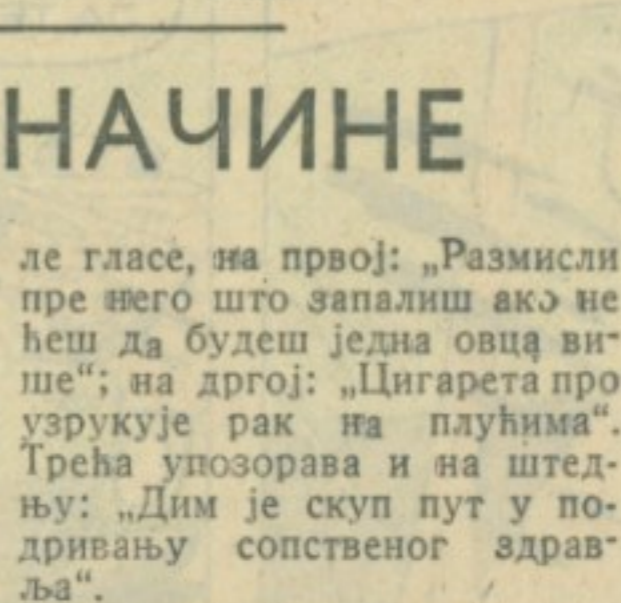 НАЧИНЕ
ле гласе, на првој: „Размисли
пре него што запалиш ако не
ћеш да будеш једна овца ви-
ше“; на дргој: „Цигарета про
узрукује рак на плућима“.
Трећа упозорава и на штед-
њу: „Дим је скуп пут у по-
дривању сопственог здрав-
ља“.